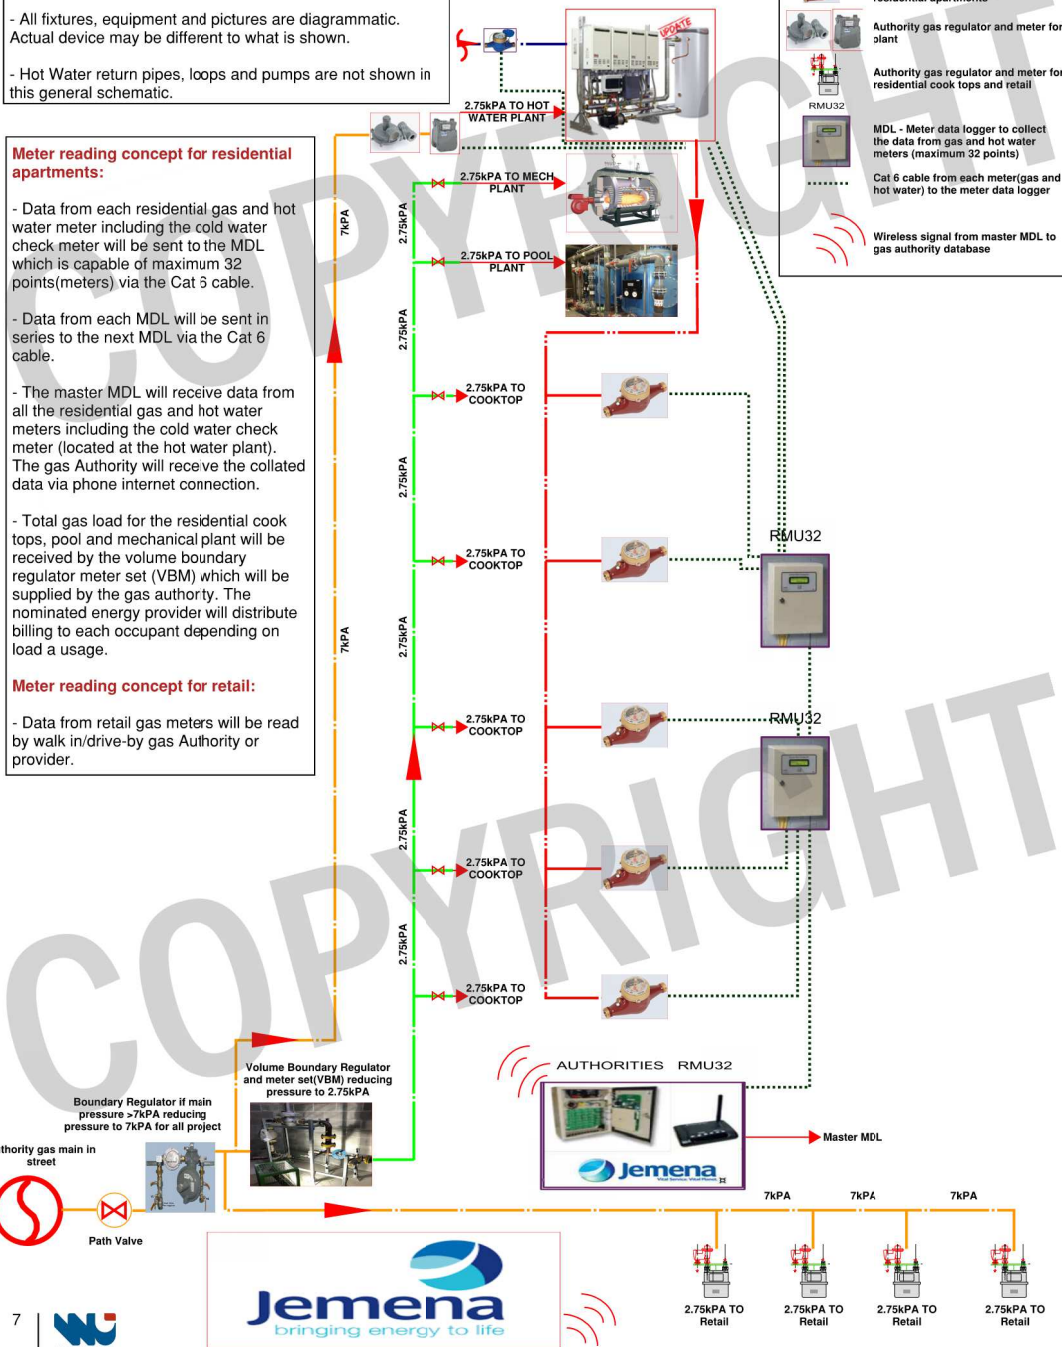 - All fixtures, equipment and pictures are diagrammatic.
Actual device may be different to what is shown.
- Hot Water return pipes, loops and pumps are not shown in
this general schematic.
Meter reading concept for residential
apartments:
- Data from each residential gas and hot
water meter including the cold water
check meter will be sent to the MDL
which is capable of maximum 32
points(meters) via the Cat 6 cable.
- Data from each MDL will be sent in
series to the next MDL via the Cat 6
cable.
- The master MDL will receive data from
all the residential gas and hot water
meters including the cold water check
meter (located at the hot water plant).
The gas Authority will receive the collated
data via phone internet connection.
- Total gas load for the residential cook
tops, pool and mechanical plant will be
received by the volume boundary
regulator meter set (VBM) which will be
supplied by the gas authority. The
nominated energy provider will distribute
billing to each occupant depending on
load a usage.
Meter reading concept for retail:
- Data from retail gas meters will be read
by walk in/drive-by gas Authority or
provider.
UPDATE
2.75kPA TO HOT
WATER PLANT
2.75kPA TO MECH
PLANT
2.75kPA TO POOL
PLANT
7kPA
2.75kPA
2.75kPA
2.75kPA TO
COOKTOP
2.75kPA
2.75kPA TO
COOKTOP
7kPA
2.75kPA
2.75kPA TO
COOKTOP
2.75kPA
2.75kPA TO
COOKTOP
2.75kPA
2.75kPA TO
COOKTOP
residential apartments
Authority gas regulator and meter for
plant
Authority gas regulator and meter for
residential cook tops and retail
RMU32
MDL - Meter data logger to collect
the data from gas and hot water
meters (maximum 32 points)
Cat 6 cable from each meter(gas and
hot water) to the meter data logger
Wireless signal from master MDL to
gas authority database
RMU32
RMU32
COPYRIGHT
COPYRIGHT
Volume Boundary Regulator
and meter set(VBM) reducing
pressure to 2.75kPA
Boundary Regulator if main
pressure >7kPA reducing
pressure to 7kPA for all project
thority gas main in
street
Path Valve
AUTHORITIES RMU32
Jemena
Vital Service. Vital Planet.
Master MDL
7kPA
7kPA
7kPA
2.75kPA TO
Retail
2.75kPA TO
Retail
2.75kPA TO
Retail
2.75kPA TO
Retail
Jemena
bringing energy to life
7